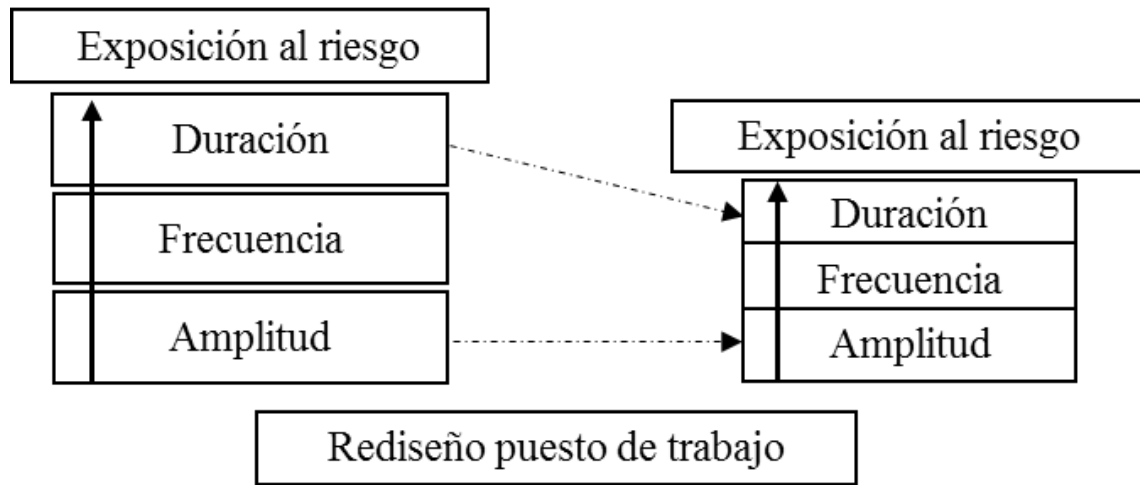 Exposición al riesgo
Duración
Frecuencia
Amplitud
Exposición al riesgo
Duración
Frecuencia
Amplitud
Rediseño puesto de trabajo